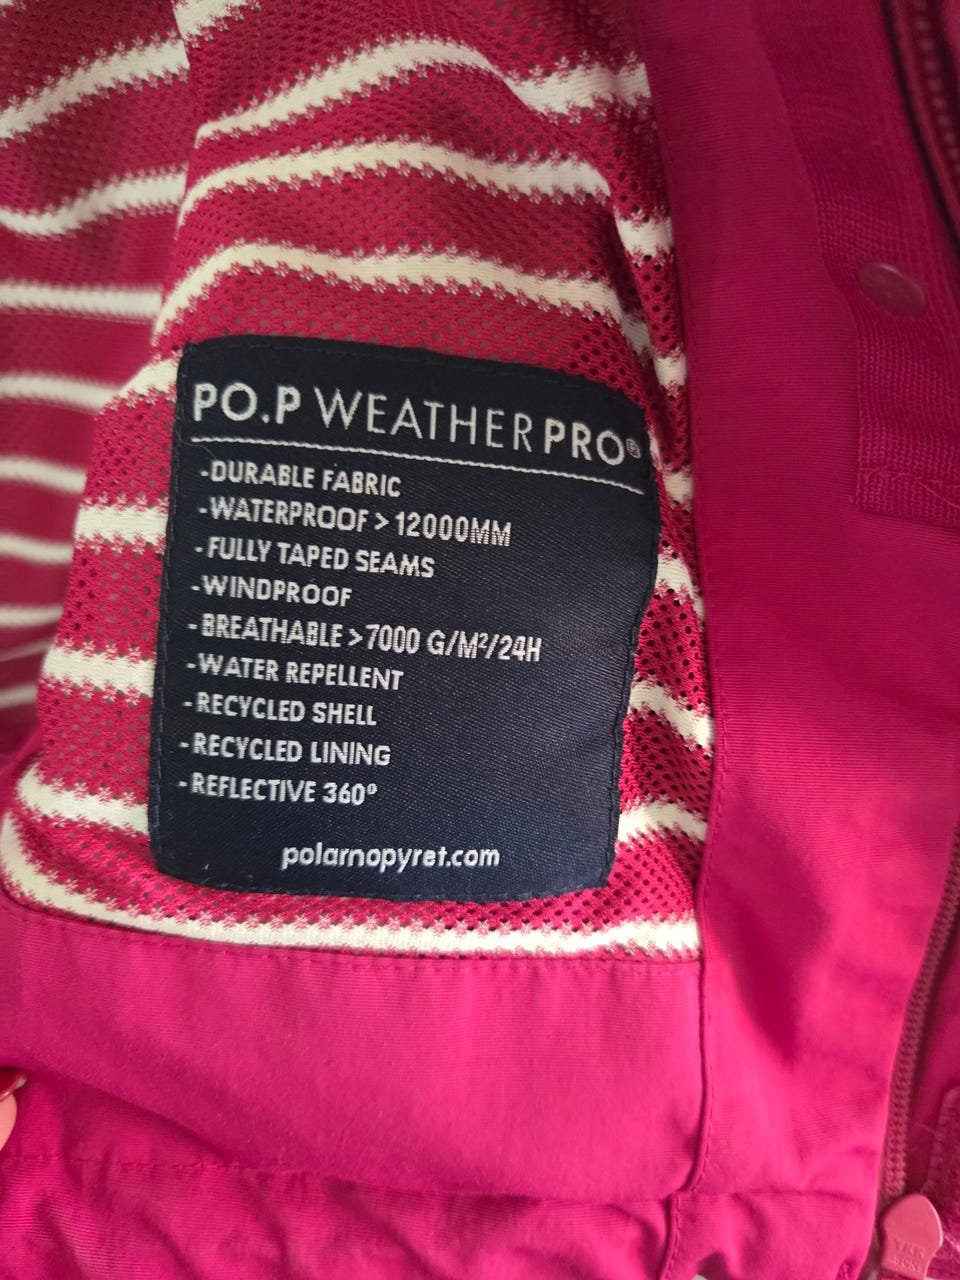 PO.P WEATHERPRO®
-DURABLE FABRIC
-WATERPROOF > 12000MM
-FULLY TAPED SEAMS
-WINDPROOF
-BREATHABLE >7000 G/M²/24H
-WATER REPELLENT
-RECYCLED SHELL
-RECYCLED LINING
-REFLECTIVE 360°
polarnopyret.com
YKK